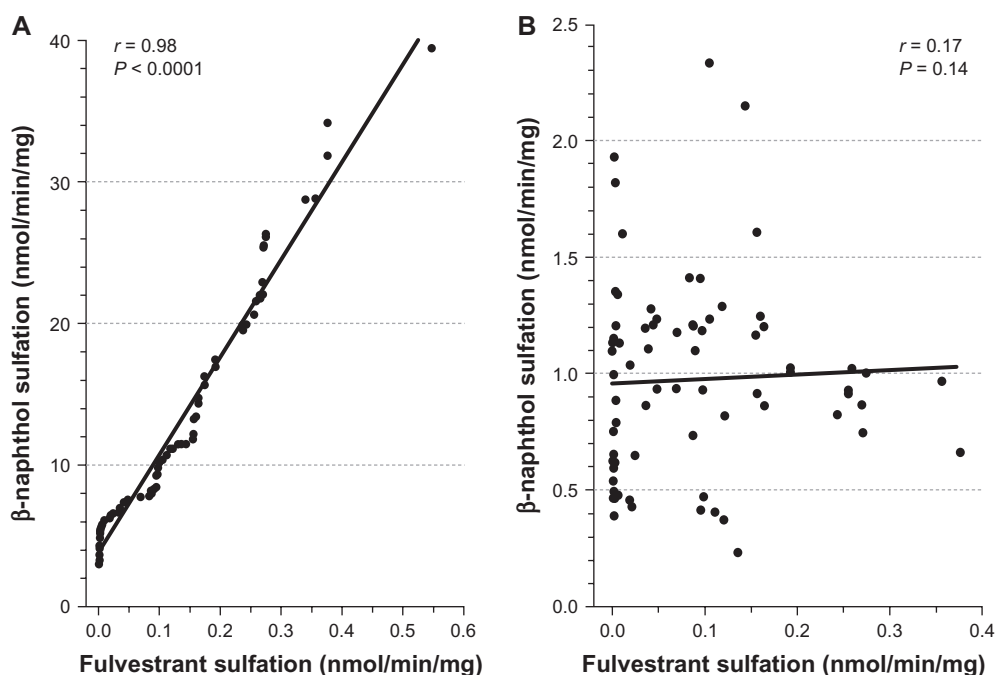 A
r = 0.98
P < 0.0001
β-naphthol sulfation (nmol/min/mg)
40
30
20
10
0
0.0 0.1 0.2 0.3 0.4 0.5 0.6
Fulvestrant sulfation (nmol/min/mg)
B
r = 0.17
P = 0.14
β-naphthol sulfation (nmol/min/mg)
2.5
2.0
1.5
1.0
0.5
0.0
0.0 0.1 0.2 0.3 0.4
Fulvestrant sulfation (nmol/min/mg)